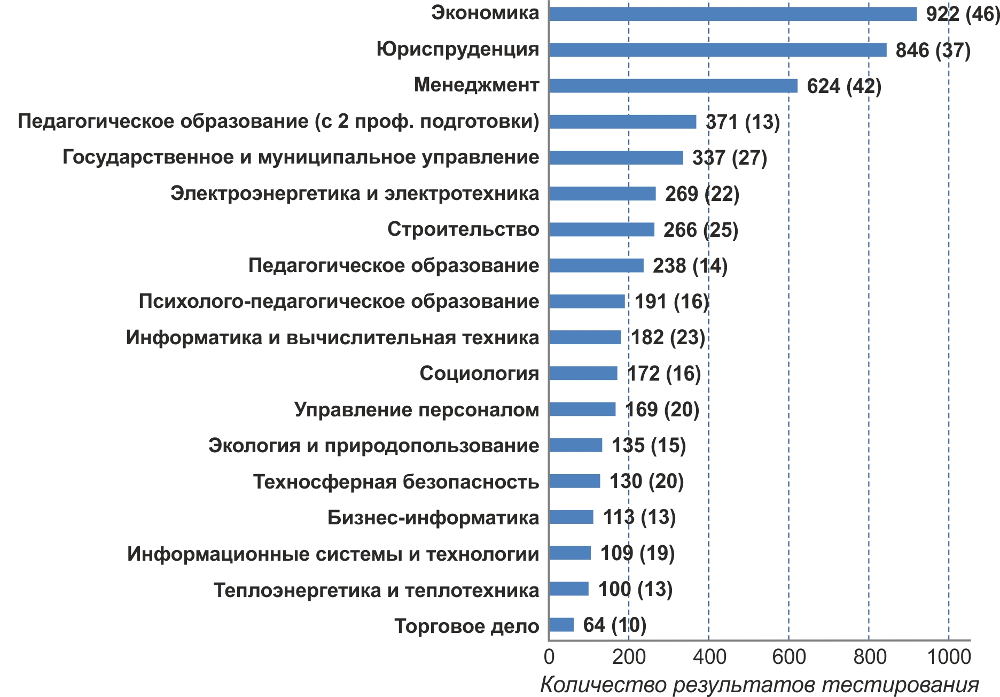 Экономика 922 (46)
Юриспруденция 846 (37)
Менеджмент 624 (42)
Педагогическое образование (с 2 проф. подготовки) 371 (13)
Государственное и муниципальное управление 337 (27)
Электроэнергетика и электротехника 269 (22)
Строительство 266 (25)
Педагогическое образование 238 (14)
Психолого-педагогическое образование 191 (16)
Информатика и вычислительная техника 182 (23)
Социология 172 (16)
Управление персоналом 169 (20)
Экология и природопользование 135 (15)
Техносферная безопасность 130 (20)
Бизнес-информатика 113 (13)
Информационные системы и технологии 109 (19)
Теплоэнергетика и теплотехника 100 (13)
Торговое дело 64 (10)
0 200 400 600 800 1000
Количество результатов тестирования